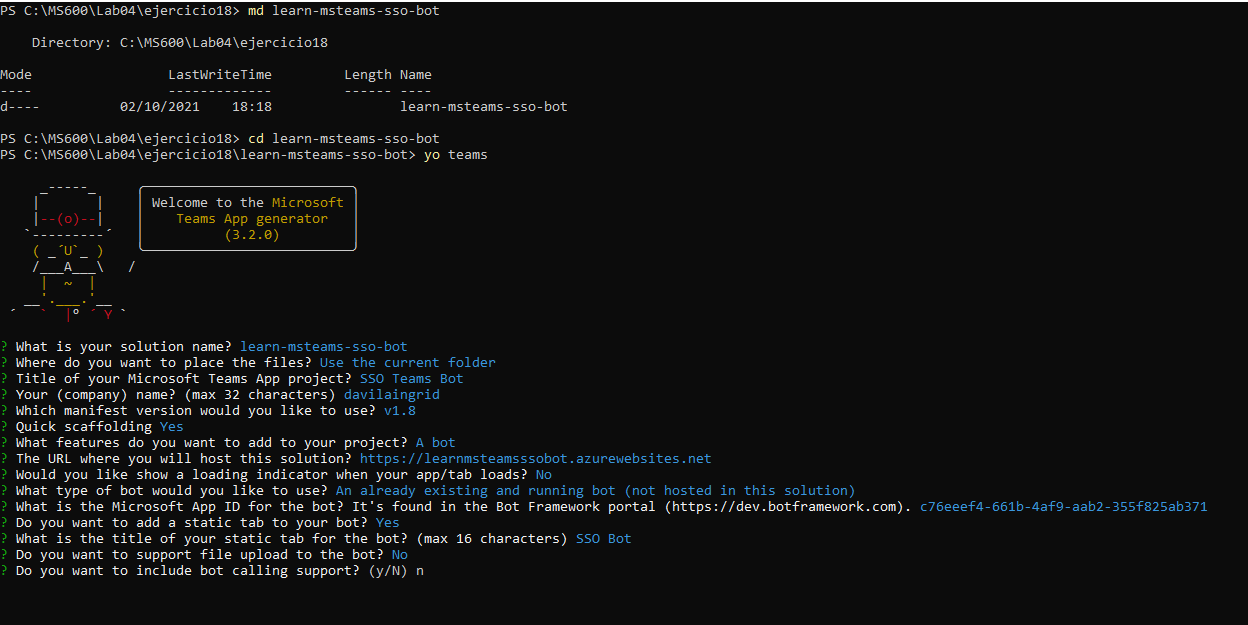 PS C:\MS600\Lab04\ejercicio18> md learn-msteams-sso-bot
Directory: C:\MS600\Lab04\ejercicio18
Mode LastWriteTime Length Name
---- ------------- ------ ----
d---- 02/10/2021 18:18 learn-msteams-sso-bot
PS C:\MS600\Lab04\ejercicio18> cd learn-msteams-sso-bot
PS C:\MS600\Lab04\ejercicio18\learn-msteams-sso-bot> yo teams
Welcome to the Microsoft
Teams App generator
(3.2.0)
? What is your solution name? learn-msteams-sso-bot
? Where do you want to place the files? Use the current folder
? Title of your Microsoft Teams App project? SSO Teams Bot
? Your (company) name? (max 32 characters) davilaingrid
? Which manifest version would you like to use? v1.8
? Quick scaffolding Yes
? What features do you want to add to your project? A bot
? The URL where you will host this solution? https://learnmsteamsssobot.azurewebsites.net
? Would you like show a loading indicator when your app/tab loads? No
? What type of bot would you like to use? An already existing and running bot (not hosted in this solution)
? What is the Microsoft App ID for the bot? It's found in the Bot Framework portal (https://dev.botframework.com). c76eeef4-661b-4af9-aab2-355f825ab371
? Do you want to add a static tab to your bot? Yes
? What is the title of your static tab for the bot? (max 16 characters) SSO Bot
? Do you want to support file upload to the bot? No
? Do you want to include bot calling support? (y/N) n